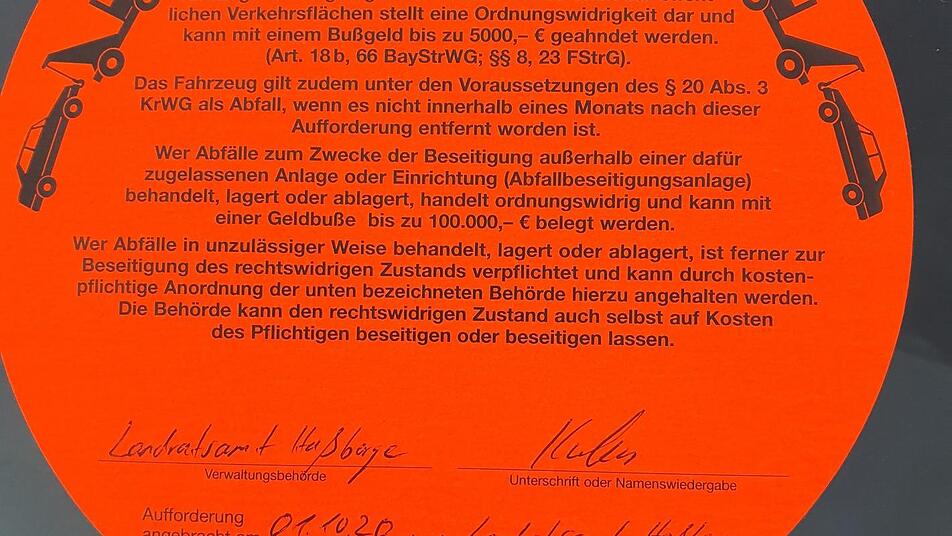 lichen Verkehrsflächen stellt eine Ordnungswidrigkeit dar und
kann mit einem Bußgeld bis zu 5000,– € geahndet werden.
(Art. 18b, 66 BayStrWG; §§ 8, 23 FStrG).
Das Fahrzeug gilt zudem unter den Voraussetzungen des § 20 Abs. 3
KrWG als Abfall, wenn es nicht innerhalb eines Monats nach dieser
Aufforderung entfernt worden ist.
Wer Abfälle zum Zwecke der Beseitigung außerhalb einer dafür
zugelassenen Anlage oder Einrichtung (Abfallbeseitigungsanlage)
behandelt, lagert oder ablagert, handelt ordnungswidrig und kann mit
einer Geldbuße bis zu 100.000,– € belegt werden.
Wer Abfälle in unzulässiger Weise behandelt, lagert oder ablagert, ist ferner zur
Beseitigung des rechtswidrigen Zustands verpflichtet und kann durch kosten-
pflichtige Anordnung der unten bezeichneten Behörde hierzu angehalten werden.
Die Behörde kann den rechtswidrigen Zustand auch selbst auf Kosten
des Pflichtigen beseitigen oder beseitigen lassen.
Landratsamt Haßberge
Verwaltungsbehörde
Unterschrift oder Namenswiedergabe
Aufforderung
angebracht am 01.10.20